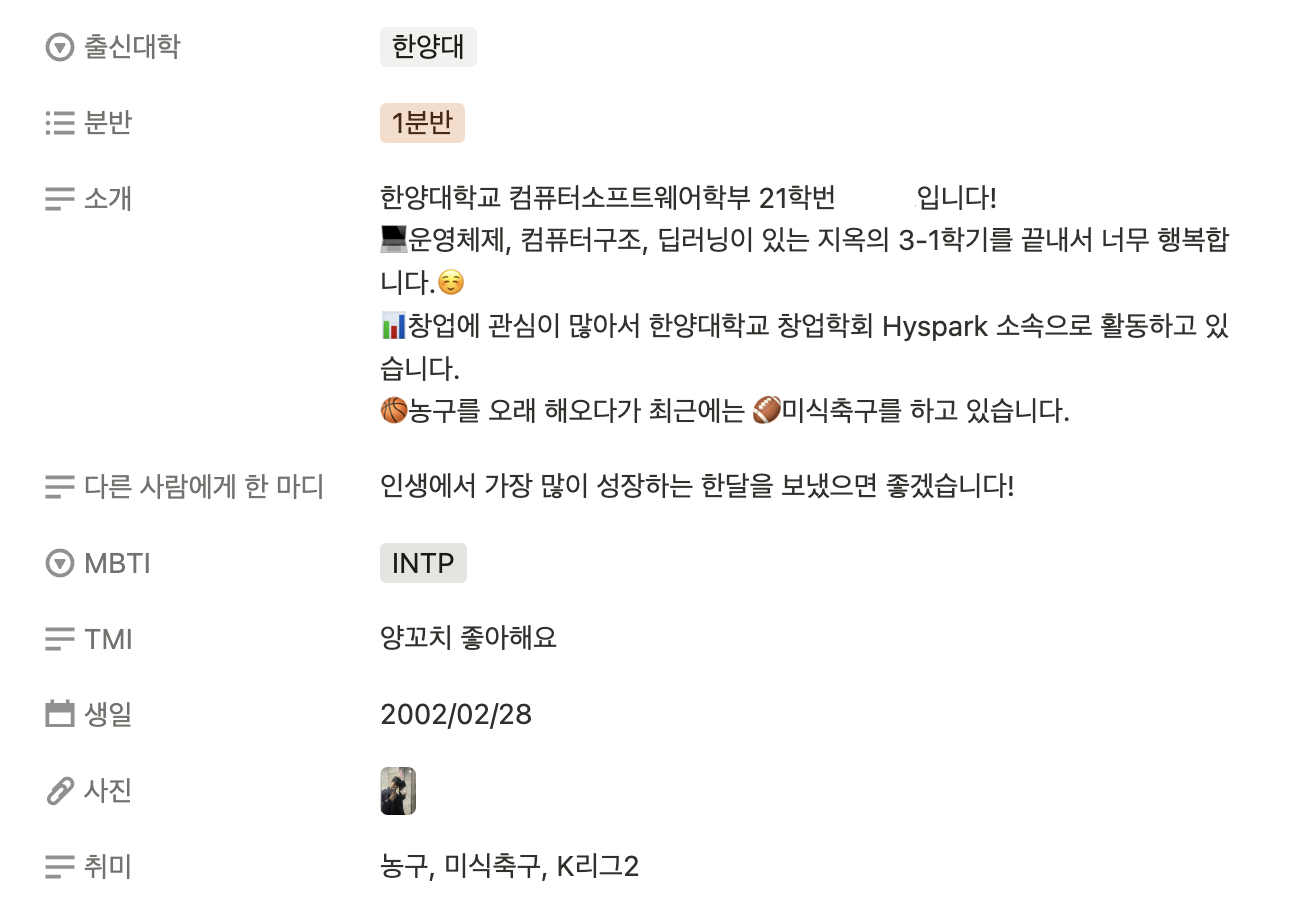 출신대학 한양대
분반 1분반
소개 한양대학교 컴퓨터소프트웨어학부 21학번 입니다!
💻운영체제, 컴퓨터구조, 딥러닝이 있는 지옥의 3-1학기를 끝내서 너무 행복합
니다.☺️
📊창업에 관심이 많아서 한양대학교 창업학회 Hyspark 소속으로 활동하고 있
습니다.
🏀농구를 오래 해오다가 최근에는 🏈미식축구를 하고 있습니다.
다른 사람에게 한 마디 인생에서 가장 많이 성장하는 한달을 보냈으면 좋겠습니다!
MBTI INTP
TMI 양꼬치 좋아해요
생일 2002/02/28
사진
취미 농구, 미식축구, K리그2